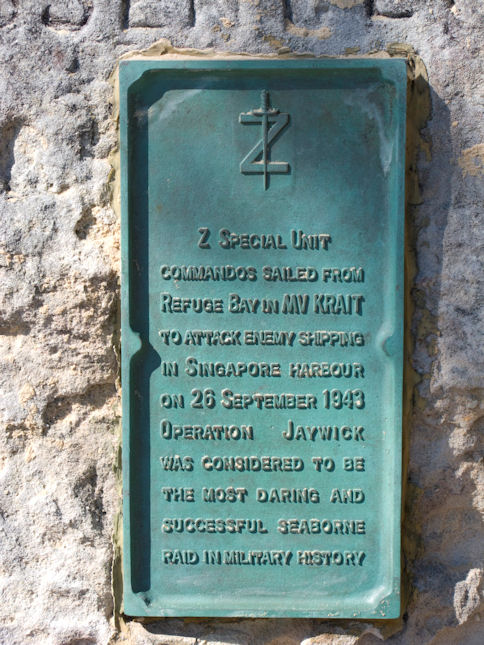 Z
Z Special Unit
commandos sailed from
Refuge Bay in MV KRAIT
to attack enemy shipping
in Singapore harbour
on 26 September 1943
Operation Jaywick
was considered to be
the most daring and
successful seaborne
raid in military history